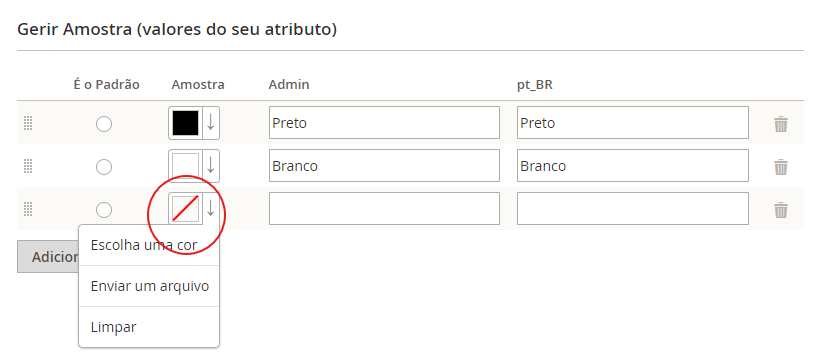 Gerir Amostra (valores do seu atributo)
É o Padrão Amostra Admin pt_BR
Preto Preto
Branco Branco
Adicion
Escolha uma cor
Enviar um arquivo
Limpar